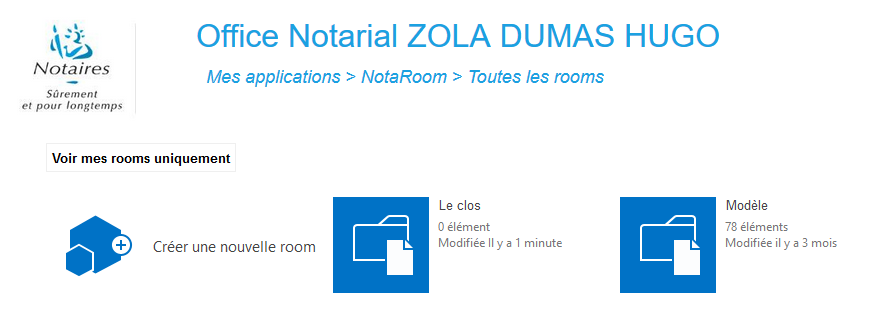 Office Notarial ZOLA DUMAS HUGO
Mes applications > NotaRoom > Toutes les rooms
Notaires
Sûrement
et pour longtemps
Voir mes rooms uniquement
Créer une nouvelle room
Le clos
0 élément
Modifiée Il y a 1 minute
Modèle
78 éléments
Modifiée il y a 3 mois